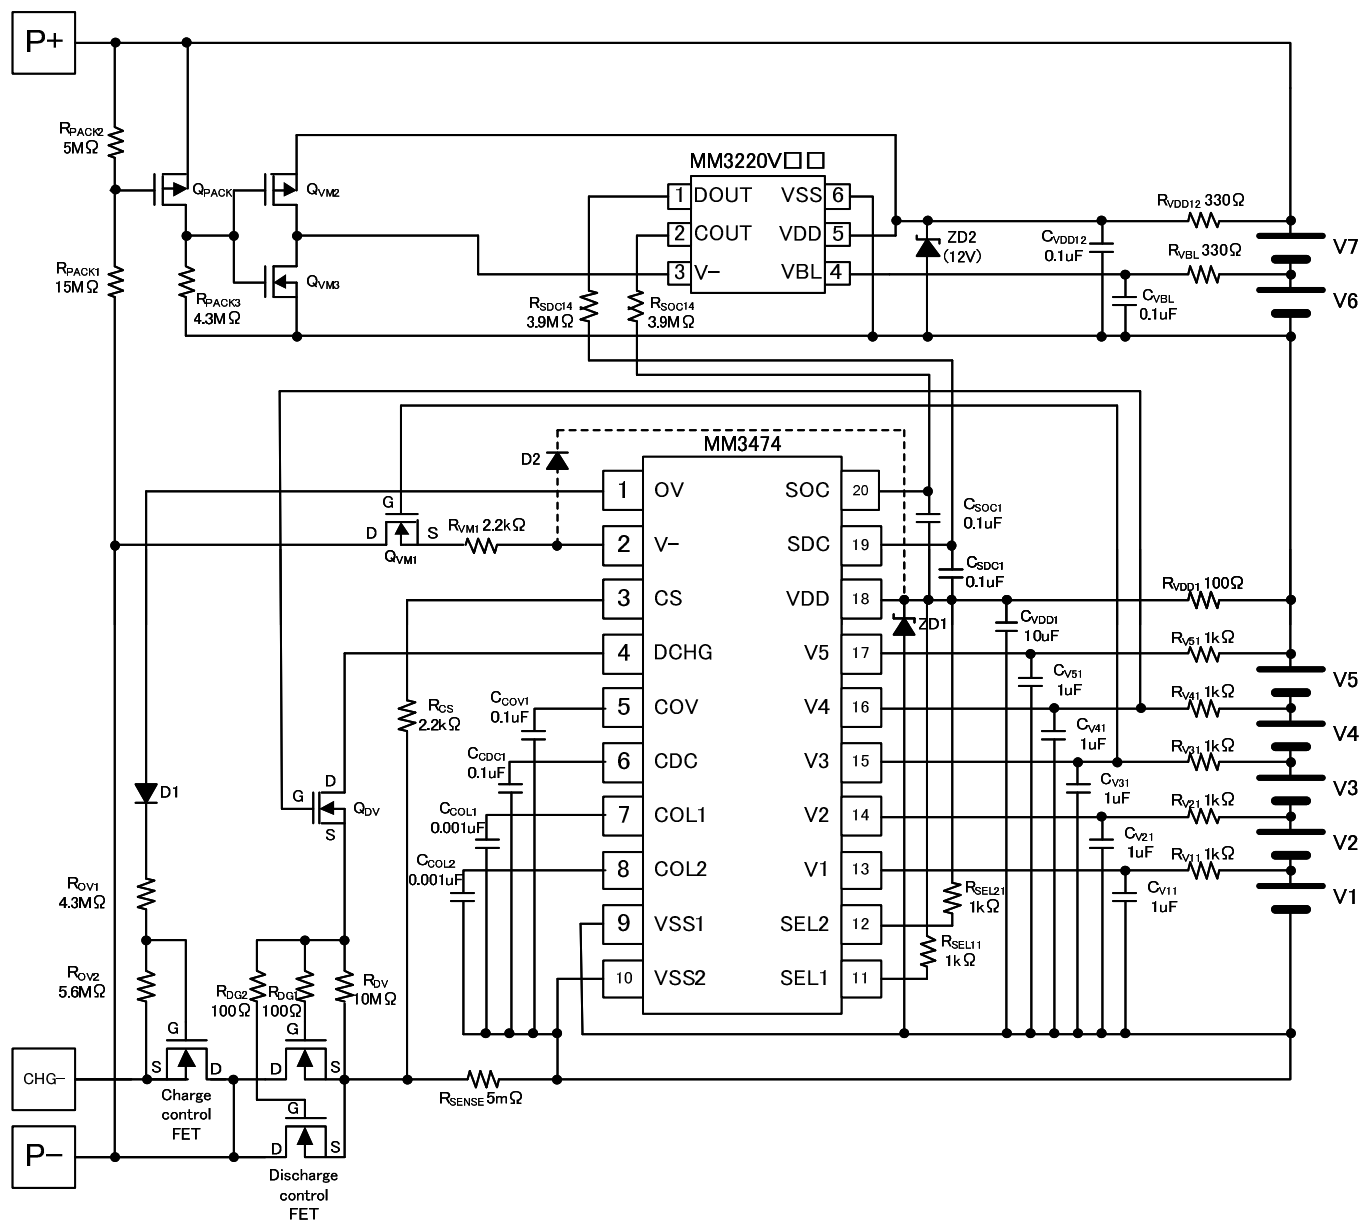 P+
RPACK2
5MΩ
QPACK
QVM2
RPACK1
15MΩ
RPACK3
4.3MΩ
QVM3
MM3220V□□
1 DOUT VSS 6
2 COUT VDD 5
3 V- VBL 4
RSDC14
3.9MΩ
RSOC14
3.9MΩ
ZD2
(12V)
CVDD12
0.1uF
RVDD12 330Ω
RVBL 330Ω
CVBL
0.1uF
V7
V6
MM3474
D2
1 OV SOC 20
2 V- SDC 19
3 CS VDD 18
4 DCHG V5 17
5 COV V4 16
6 CDC V3 15
7 COL1 V2 14
8 COL2 V1 13
9 VSS1 SEL2 12
10 VSS2 SEL1 11
G
D S
QVM1
RVM1 2.2kΩ
CSOC1
0.1uF
CSDC1
0.1uF
ZD1
CVDD1
10uF
RVDD1 100Ω
RV51 1kΩ
CV51
1uF
RV41 1kΩ
CV41
1uF
RV31 1kΩ
CV31
1uF
RV21 1kΩ
CV21
1uF
RV11 1kΩ
CV11
1uF
V5
V4
V3
V2
V1
RCS
2.2kΩ
CCOV1
0.1uF
CCDC1
0.1uF
CCOL1
0.001uF
CCOL2
0.001uF
RSEL21
1kΩ
RSEL11
1kΩ
D1
D
G
QDV
S
ROV1
4.3MΩ
ROV2
5.6MΩ
RDG2
100Ω
RDG1
100Ω
RDV
10MΩ
G
S D
Charge
control
FET
G
D S
G
D S
Discharge
control
FET
RSENSE 5mΩ
CHG-
P-